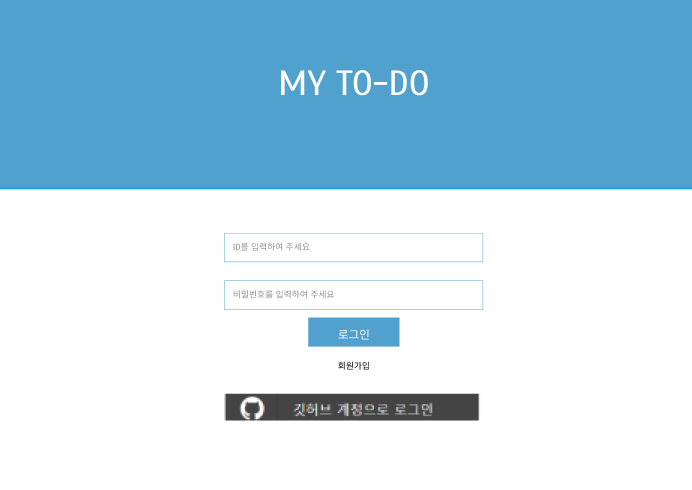 MY TO-DO
ID를 입력하여 주세요
비밀번호를 입력하여 주세요
로그인
회원가입
깃허브 계정으로 로그인